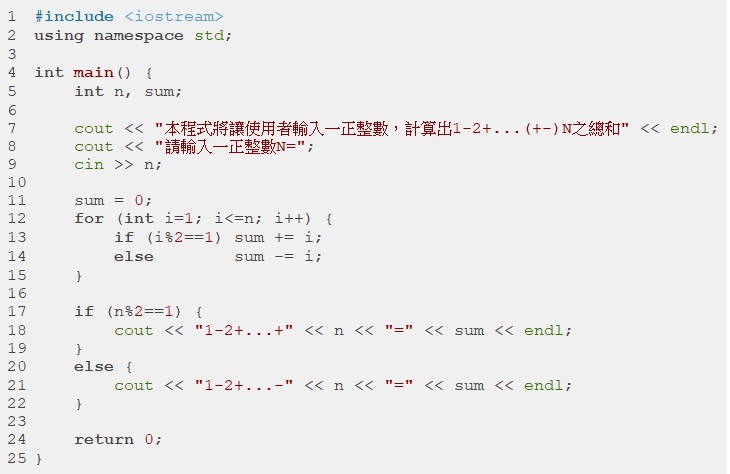 1 #include <iostream>
2 using namespace std;
3
4 int main() {
5     int n, sum;
6
7     cout << "本程式將讓使用者輸入一正整數，計算出1-2+...(+-)N之總和" << endl;
8     cout << "請輸入一正整數N=";
9     cin >> n;
10
11     sum = 0;
12     for (int i=1; i<=n; i++) {
13         if (i%2==1) sum += i;
14         else        sum -= i;
15     }
16
17     if (n%2==1) {
18         cout << "1-2+...+" << n << "=" << sum << endl;
19     }
20     else {
21         cout << "1-2+...-" << n << "=" << sum << endl;
22     }
23
24     return 0;
25 }